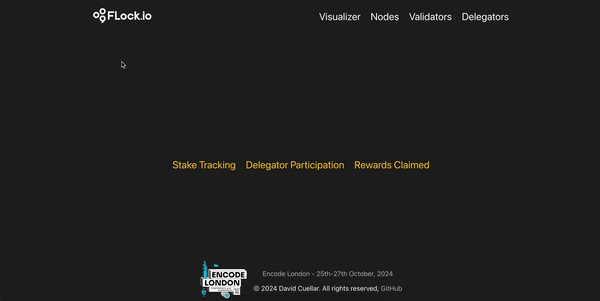 FLock.io
Visualizer Nodes Validators Delegators
Stake Tracking Delegator Participation Rewards Claimed
ENCODE
LONDON
Encode London - 25th-27th October, 2024
© 2024 David Cuellar. All rights reserved, GitHub